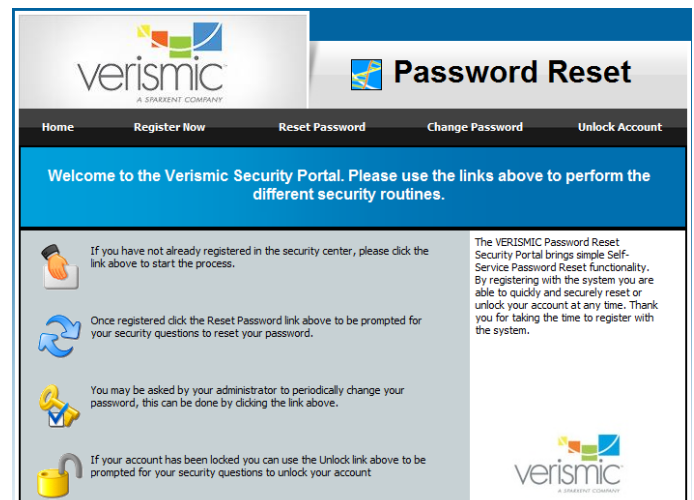 verismic
A SPARXENT COMPANY
Password Reset
Home Register Now Reset Password Change Password Unlock Account
Welcome to the Verismic Security Portal. Please use the links above to perform the
different security routines.
If you have not already registered in the security center, please click the
link above to start the process.
Once registered click the Reset Password link above to be prompted for
your security questions to reset your password.
You may be asked by your administrator to periodically change your
password, this can be done by clicking the link above.
If your account has been locked you can use the Unlock link above to be
prompted for your security questions to unlock your account
The VERISMIC Password Reset
Security Portal brings simple Self-
Service Password Reset functionality.
By registering with the system you are
able to quickly and securely reset or
unlock your account at any time. Thank
you for taking the time to register with
the system.
verismic
A SPARXENT COMPANY